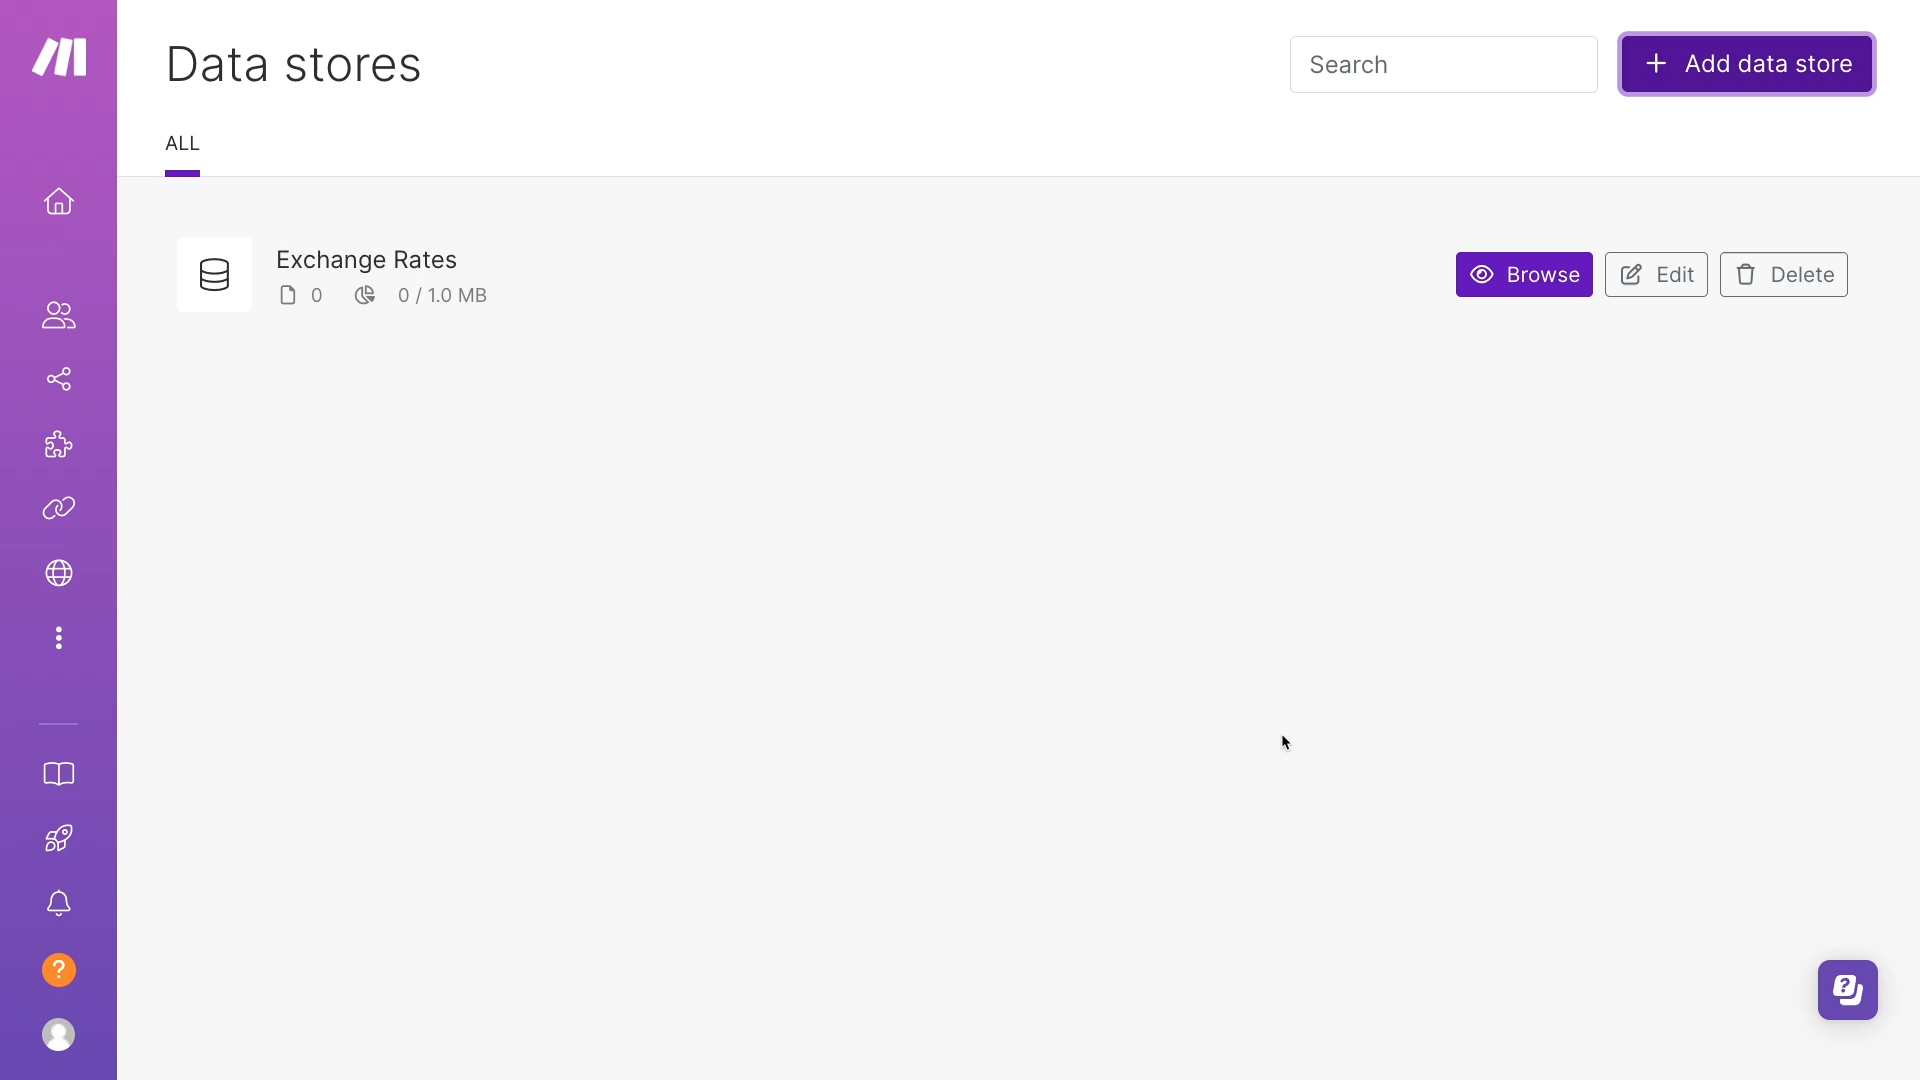 Data stores
Search
Add data store
ALL
Exchange Rates
0 0 / 1.0 MB
Browse
Edit
Delete
?
?